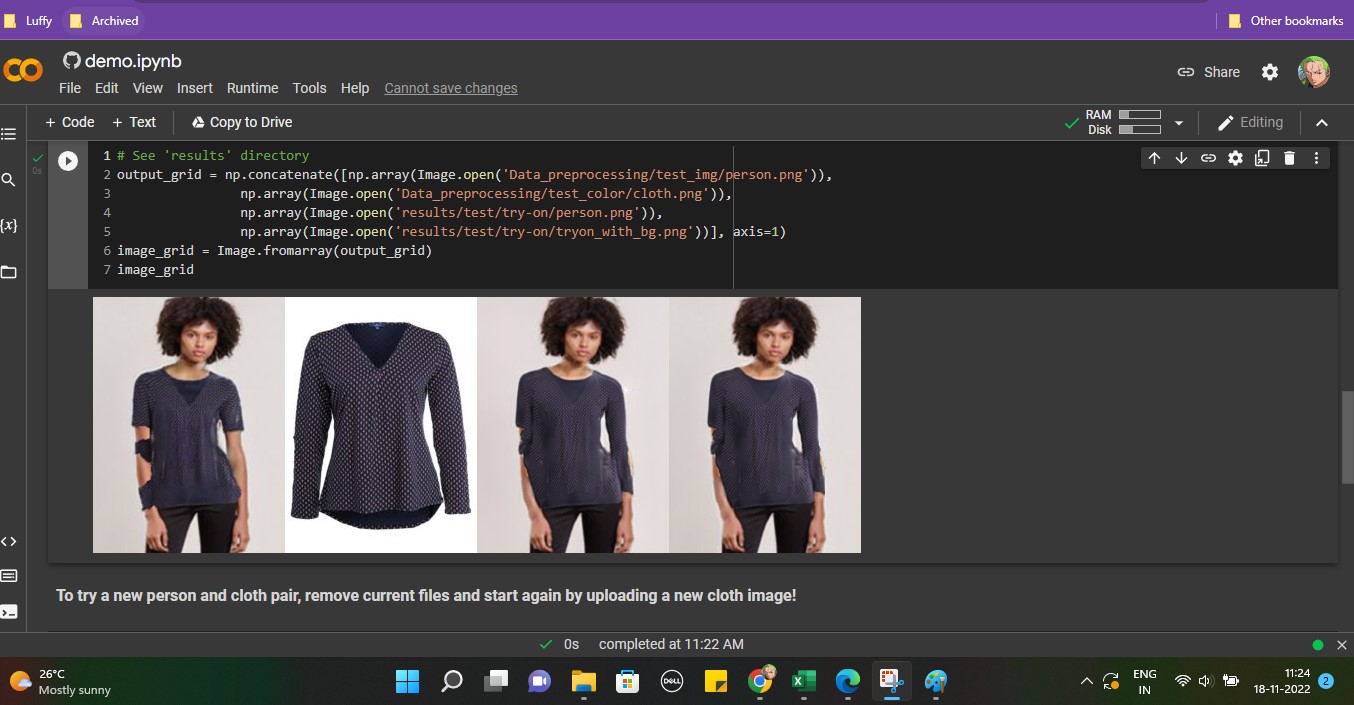 Luffy
Archived
Other bookmarks
demo.ipynb
File Edit View Insert Runtime Tools Help Cannot save changes
Share
+ Code + Text Copy to Drive
RAM
Disk
Editing
0s
1 # See 'results' directory
2 output_grid = np.concatenate([np.array(Image.open('Data_preprocessing/test_img/person.png')),
3 np.array(Image.open('Data_preprocessing/test_color/cloth.png')),
4 np.array(Image.open('results/test/try-on/person.png')),
5 np.array(Image.open('results/test/try-on/tryon_with_bg.png'))], axis=1)
6 image_grid = Image.fromarray(output_grid)
7 image_grid
{x}
To try a new person and cloth pair, remove current files and start again by uploading a new cloth image!
0s completed at 11:22 AM
26°C
Mostly sunny
DELL
ENG
IN
11:24
18-11-2022
2